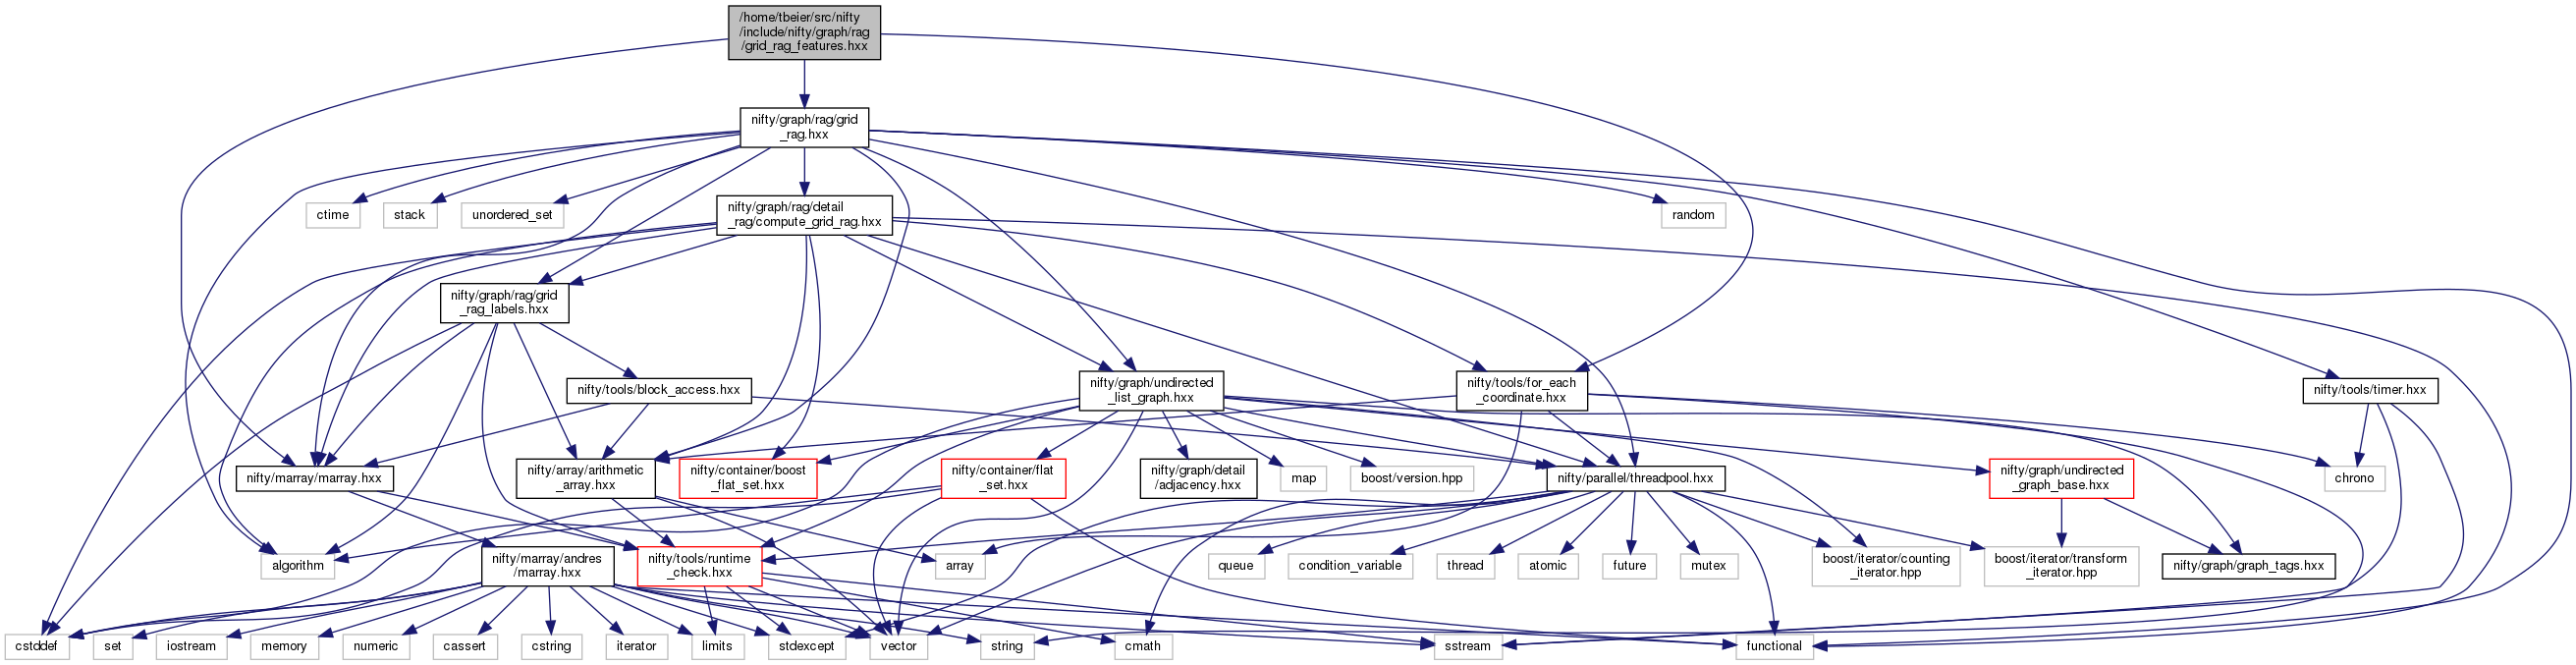 /home/tbeier/src/nifty
/include/nifty/graph/rag
/grid_rag_features.hxx
nifty/graph/rag/grid
_rag.hxx
ctime
stack
unordered_set
nifty/graph/rag/detail
_rag/compute_grid_rag.hxx
random
nifty/graph/rag/grid
_rag_labels.hxx
nifty/tools/block_access.hxx
nifty/graph/undirected
_list_graph.hxx
nifty/tools/for_each
_coordinate.hxx
nifty/tools/timer.hxx
nifty/marray/marray.hxx
nifty/array/arithmetic
_array.hxx
nifty/container/boost
_flat_set.hxx
nifty/container/flat
_set.hxx
nifty/graph/detail
/adjacency.hxx
map
boost/version.hpp
nifty/parallel/threadpool.hxx
nifty/graph/undirected
_graph_base.hxx
chrono
algorithm
nifty/marray/andres
/marray.hxx
nifty/tools/runtime
_check.hxx
array
queue
condition_variable
thread
atomic
future
mutex
boost/iterator/counting
_iterator.hpp
boost/iterator/transform
_iterator.hpp
nifty/graph/graph_tags.hxx
cstddef
set
iostream
memory
numeric
cassert
cstring
iterator
limits
stdexcept
vector
string
cmath
sstream
functional